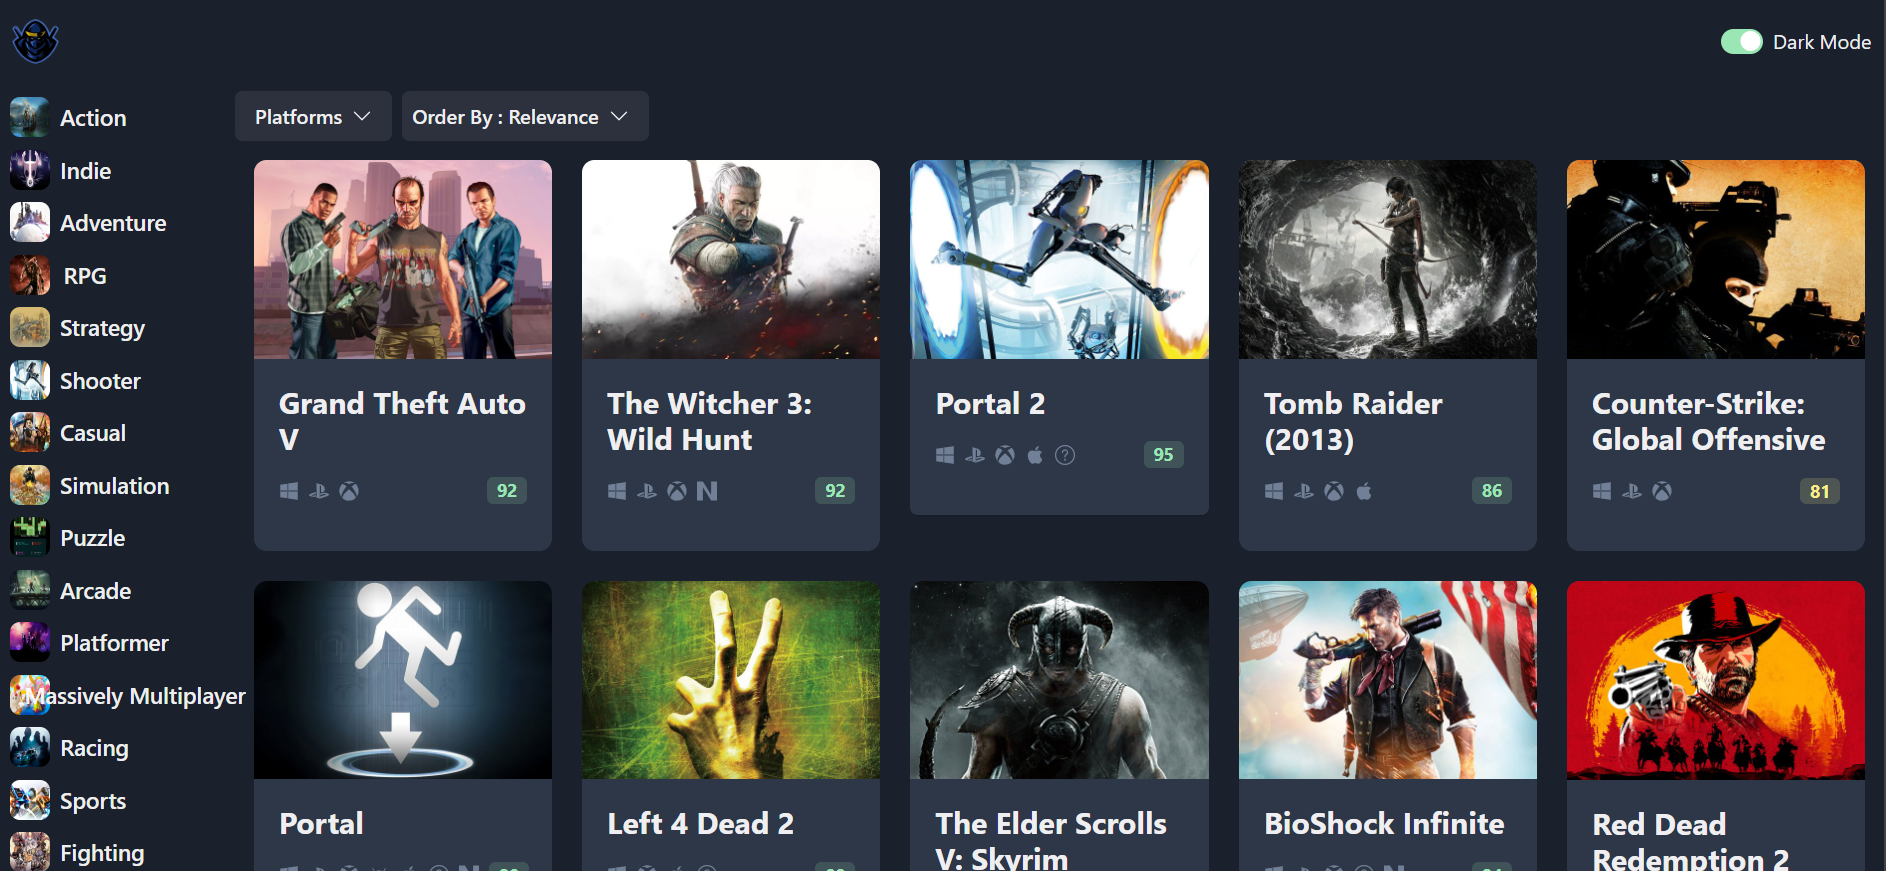 Dark Mode
Platforms
Order By : Relevance
Action
Indie
Adventure
RPG
Strategy
Shooter
Casual
Simulation
Puzzle
Arcade
Platformer
Massively Multiplayer
Racing
Sports
Fighting
Grand Theft Auto
V
92
The Witcher 3:
Wild Hunt
92
Portal 2
95
Tomb Raider
(2013)
86
Counter-Strike:
Global Offensive
81
Portal
Left 4 Dead 2
The Elder Scrolls
V: Skyrim
BioShock Infinite
Red Dead
Redemption 2